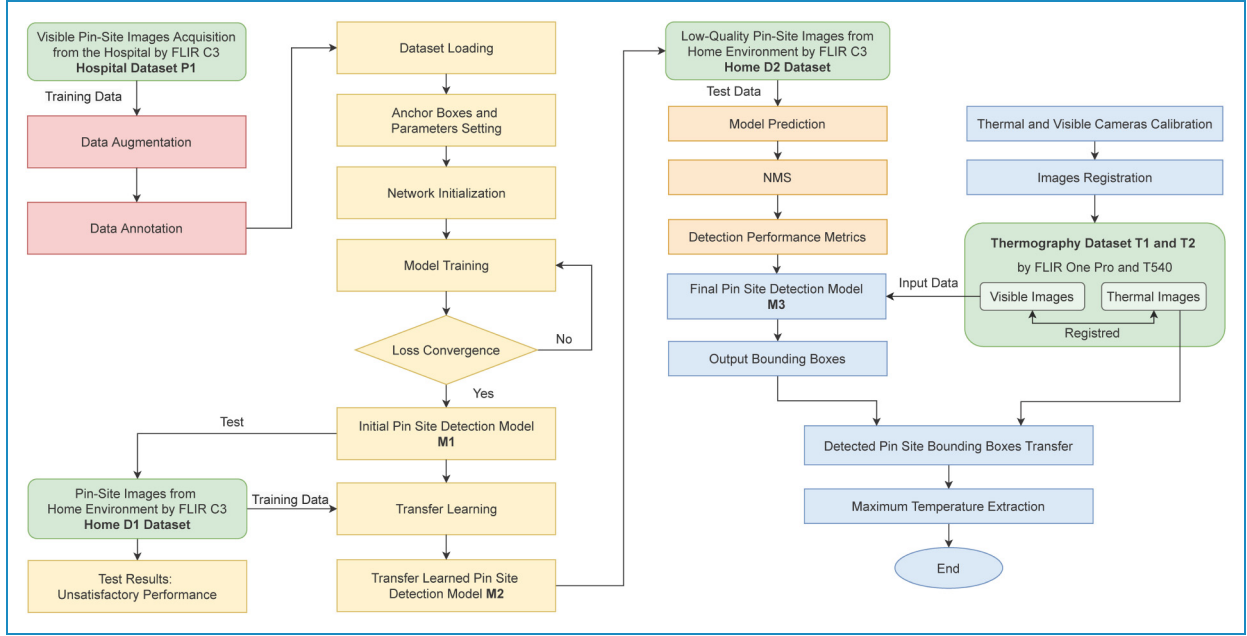 Visible Pin-Site Images Acquisition
from the Hospital by FLIR C3
Hospital Dataset P1
Training Data
Data Augmentation
Data Annotation
Dataset Loading
Anchor Boxes and
Parameters Setting
Network Initialization
Model Training
Loss Convergence
No
Yes
Initial Pin Site Detection Model
M1
Test
Pin-Site Images from
Home Environment by FLIR C3
Home D1 Dataset
Training Data
Test Results:
Unsatisfactory Performance
Transfer Learning
Transfer Learned Pin Site
Detection Model M2
Low-Quality Pin-Site Images from
Home Environment by FLIR C3
Home D2 Dataset
Test Data
Model Prediction
NMS
Detection Performance Metrics
Final Pin Site Detection Model
M3
Output Bounding Boxes
Thermal and Visible Cameras Calibration
Images Registration
Thermography Dataset T1 and T2
by FLIR One Pro and T540
Input Data
Visible Images
Thermal Images
Registred
Detected Pin Site Bounding Boxes Transfer
Maximum Temperature Extraction
End